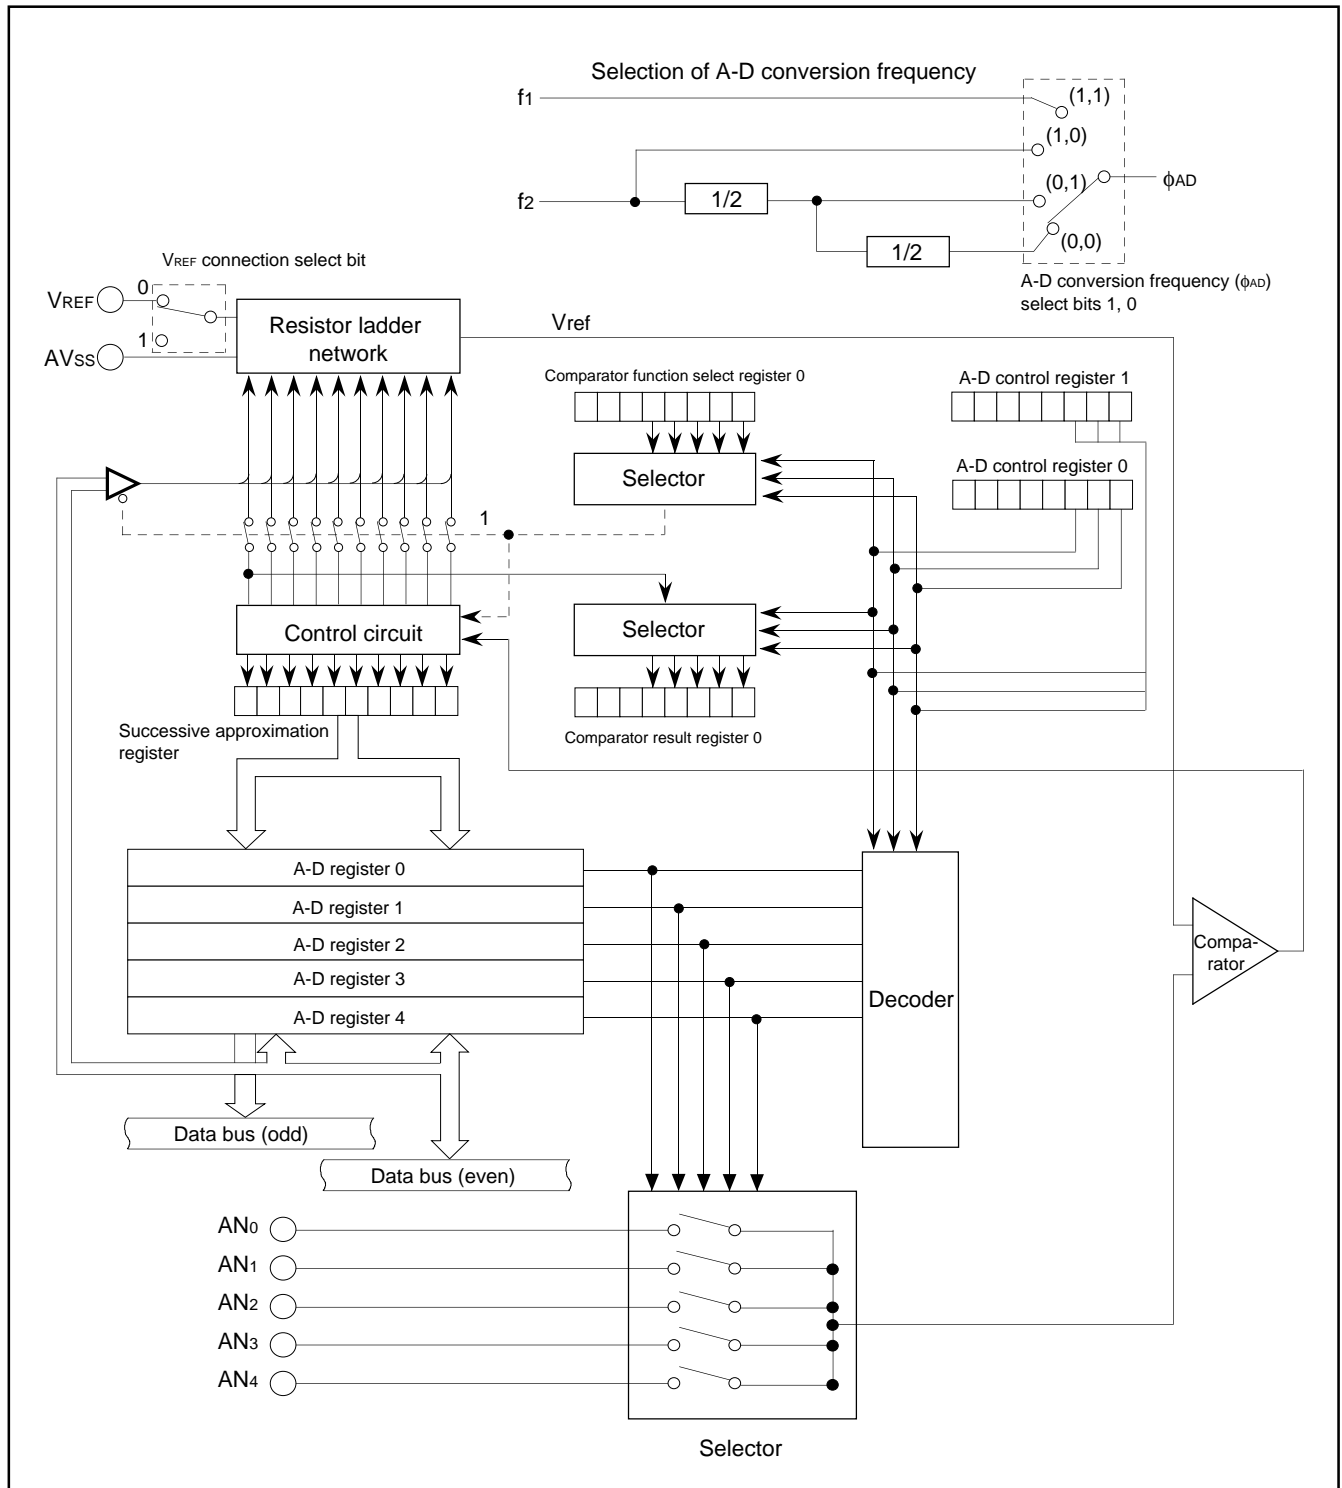 Selection of A-D conversion frequency
f1
(1,1)
(1,0)
f2
1/2
(0,1)
ϕAD
1/2
(0,0)
A-D conversion frequency (ϕAD)
select bits 1, 0
VREF connection select bit
VREF
0
1
AVSS
Resistor ladder
network
Vref
Comparator function select register 0
A-D control register 1
A-D control register 0
Selector
1
Control circuit
Selector
Successive approximation
register
Comparator result register 0
A-D register 0
A-D register 1
A-D register 2
A-D register 3
A-D register 4
Decoder
Compa-
rator
Data bus (odd)
Data bus (even)
AN0
AN1
AN2
AN3
AN4
Selector